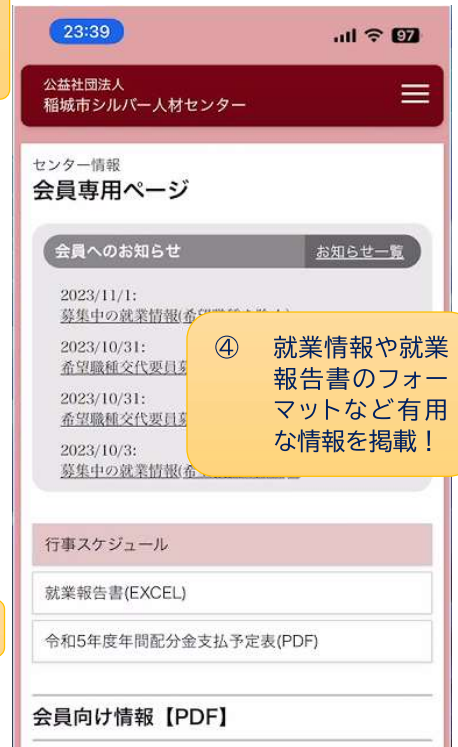 23:39
97
公益社団法人
稲城市シルバー人材センター
センター情報
会員専用ページ
会員へのお知らせ お知らせ一覧
2023/11/1:
募集中の就業情報(希望職種
2023/10/31:
希望職種交代要員募
2023/10/31:
希望職種交代要員募
2023/10/3:
募集中の就業情報(希
④ 就業情報や就業
報告書のフォー
マットなど有用
な情報を掲載！
行事スケジュール
就業報告書(EXCEL)
令和5年度年間配分金支払予定表(PDF)
会員向け情報【PDF】